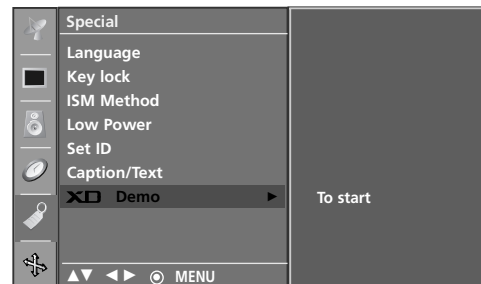 Special
Language
Key lock
ISM Method
Low Power
Set ID
Caption/Text
XD Demo ► To start
▲▼ ◄► ◉ MENU